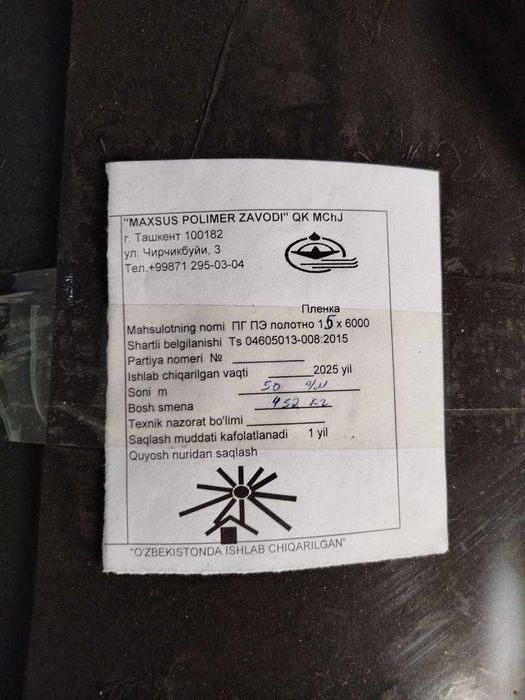 "MAXSUS POLIMER ZAVODI" QK MChJ
г. Ташкент 100182
ул. Чирчикбуйи, 3
Тел.+99871 295-03-04
Пленка
Mahsulotning nomi ПГ ПЭ полотно 1,5 x 6000
Shartli belgilanishi Ts 04605013-008:2015
Partiya nomeri №
Ishlab chiqarilgan vaqti 2025 yil
Soni m 50 п/м
Bosh smena 452 кг
Texnik nazorat bo'limi
Saqlash muddati kafolatlanadi 1 yil
Quyosh nuridan saqlash
"O'ZBEKISTONDA ISHLAB CHIQARILGAN"